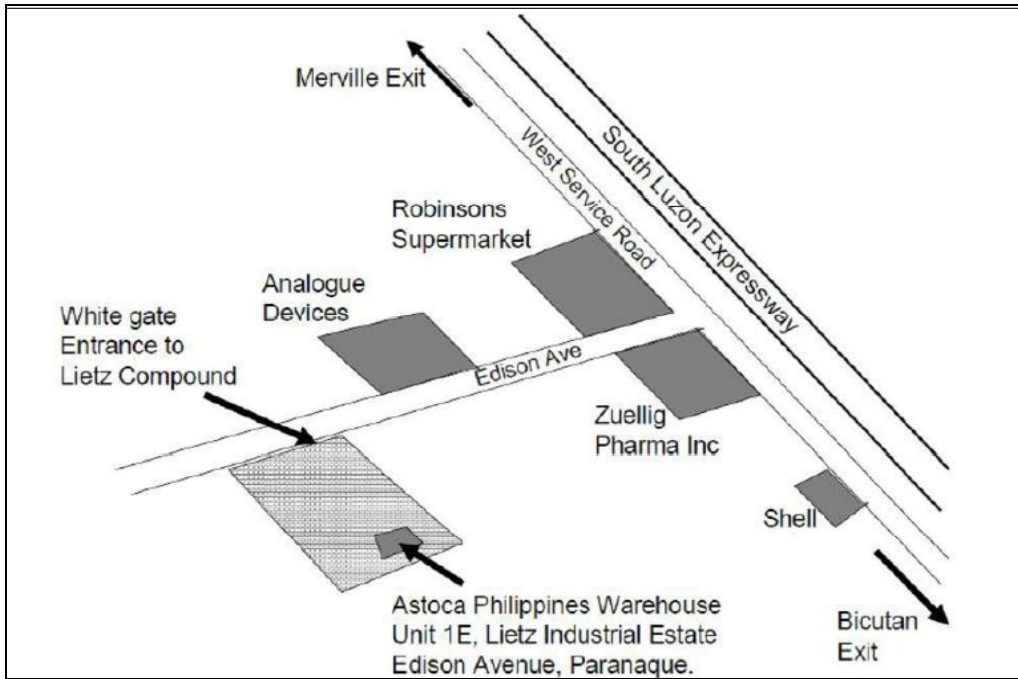 Merville Exit
South Luzon Expressway
West Service Road
Robinsons
Supermarket
Analogue
Devices
White gate
Entrance to
Lietz Compound
Edison Ave
Zuellig
Pharma Inc
Shell
Astoca Philippines Warehouse
Unit 1E, Lietz Industrial Estate
Edison Avenue, Paranaque.
Bicutan
Exit